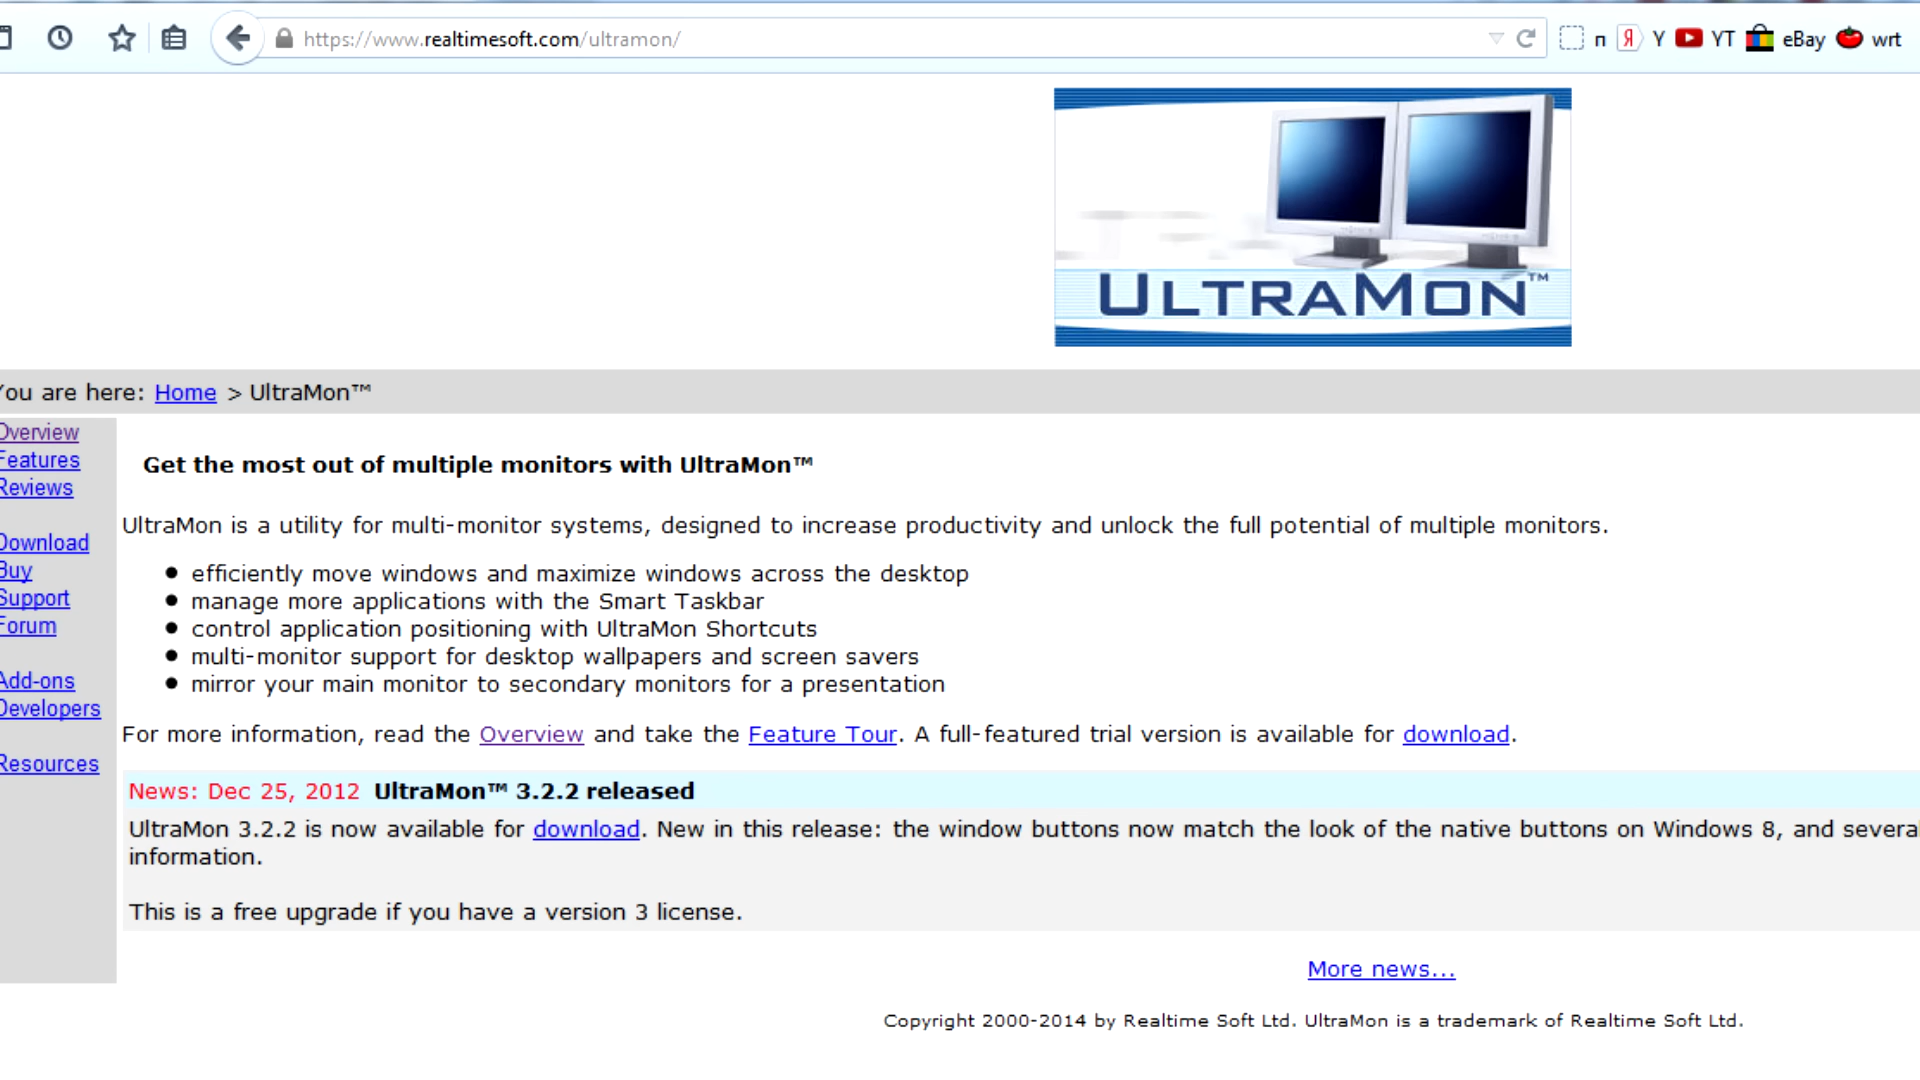 https://www.realtimesoft.com/ultramon/
п Я Y YT eBay wrt
ULTRAMON™
You are here: Home > UltraMon™
Overview
Features
Reviews
Download
Buy
Support
Forum
Add-ons
Developers
Resources
Get the most out of multiple monitors with UltraMon™
UltraMon is a utility for multi-monitor systems, designed to increase productivity and unlock the full potential of multiple monitors.
efficiently move windows and maximize windows across the desktop
manage more applications with the Smart Taskbar
control application positioning with UltraMon Shortcuts
multi-monitor support for desktop wallpapers and screen savers
mirror your main monitor to secondary monitors for a presentation
For more information, read the Overview and take the Feature Tour. A full-featured trial version is available for download.
News: Dec 25, 2012 UltraMon™ 3.2.2 released
UltraMon 3.2.2 is now available for download. New in this release: the window buttons now match the look of the native buttons on Windows 8, and several
information.
This is a free upgrade if you have a version 3 license.
More news...
Copyright 2000-2014 by Realtime Soft Ltd. UltraMon is a trademark of Realtime Soft Ltd.